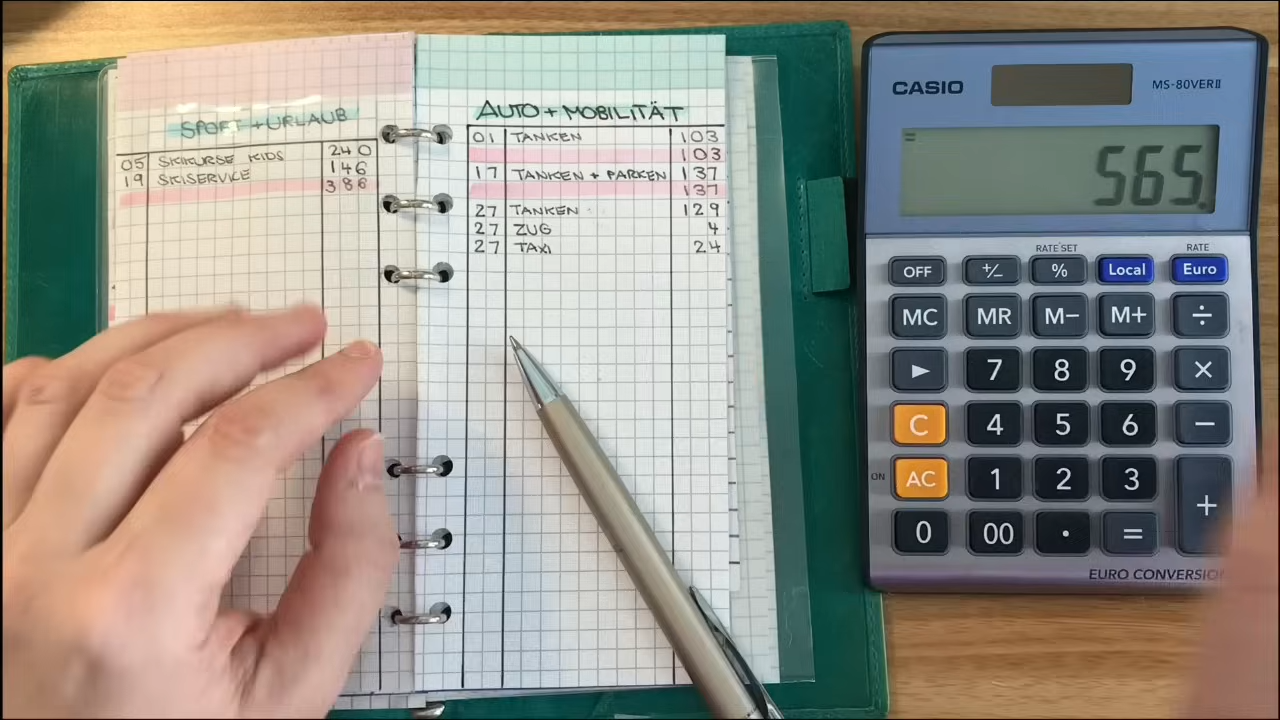 SPORT + URLAUB
05 SKIKURSE KIDS 240
19 SKISERVICE 146
386
AUTO + MOBILITÄT
01 TANKEN 103
103
17 TANKEN + PARKEN 137
137
27 TANKEN 129
27 ZUG 4
27 TAXI 24
CASIO MS-80VERII
= 565.
RATE SET RATE
OFF +/− % Local Euro
MC MR M− M+ ÷
► 7 8 9 ×
C 4 5 6 −
ON AC 1 2 3 +
0 00 · =
EURO CONVERSIO